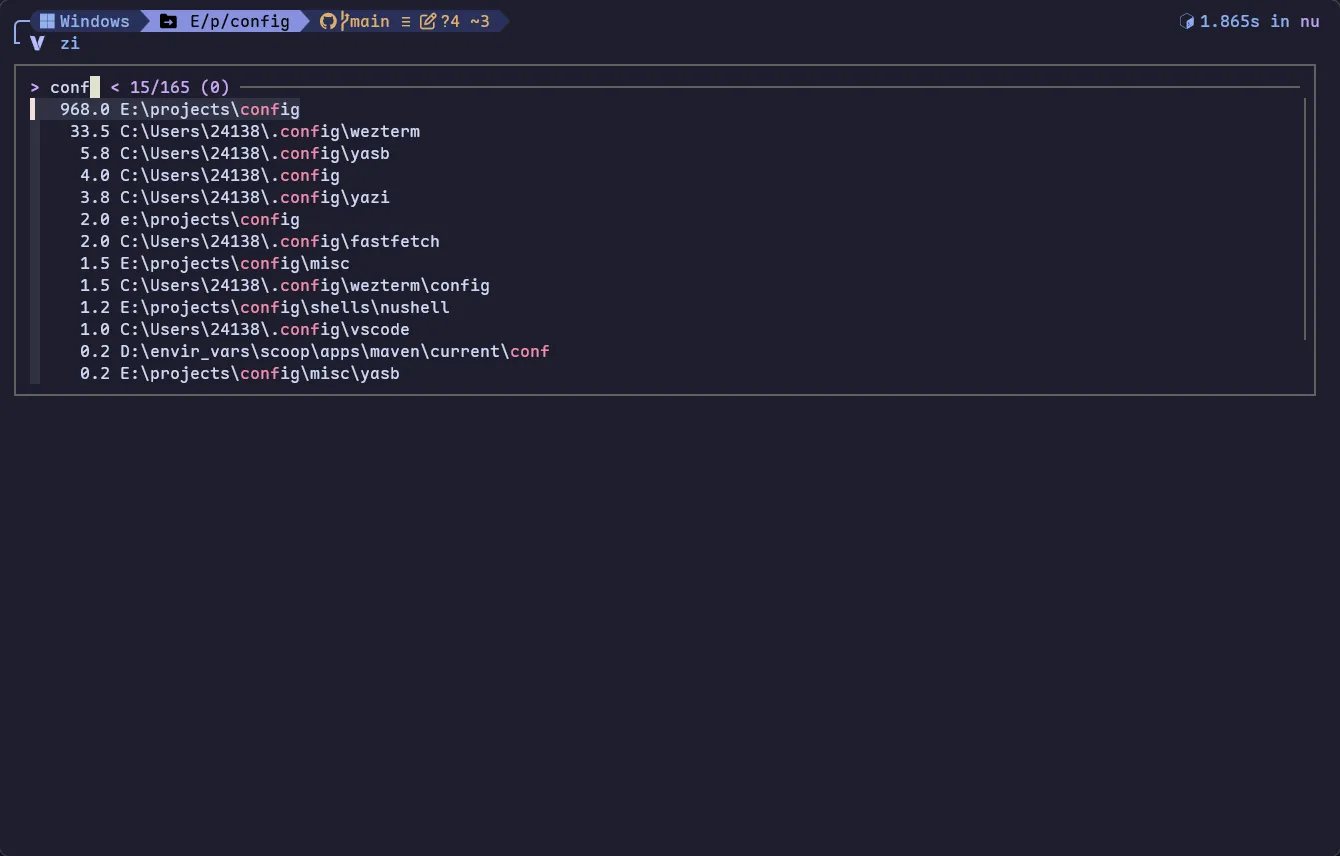 Windows E/p/config main ≡ ?4 ~3 1.865s in nu
V zi
> conf < 15/165 (0)
968.0 E:\projects\config
33.5 C:\Users\24138\.config\wezterm
5.8 C:\Users\24138\.config\yasb
4.0 C:\Users\24138\.config
3.8 C:\Users\24138\.config\yazi
2.0 e:\projects\config
2.0 C:\Users\24138\.config\fastfetch
1.5 E:\projects\config\misc
1.5 C:\Users\24138\.config\wezterm\config
1.2 E:\projects\config\shells\nushell
1.0 C:\Users\24138\.config\vscode
0.2 D:\envir_vars\scoop\apps\maven\current\conf
0.2 E:\projects\config\misc\yasb